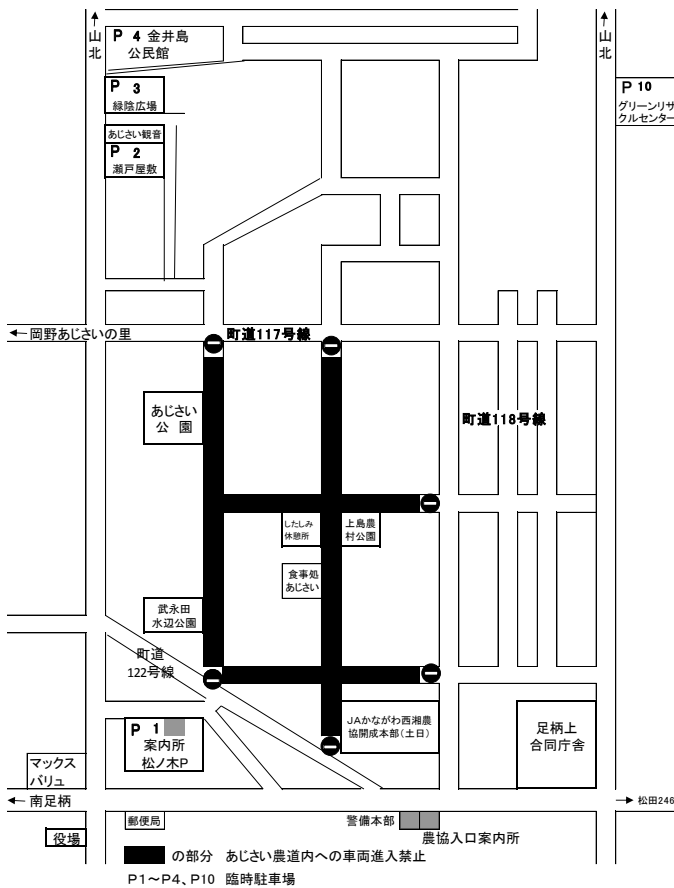 山
北
P 4 金井島
公民館
山
北
P 3
緑陰広場
P 10
グリーンリサ
クルセンター
あじさい観音
P 2
瀬戸屋敷
←岡野あじさいの里
町道117号線
あじさい
公 園
町道118号線
したしみ
休憩所
上島農
村公園
食事処
あじさい
武永田
水辺公園
町道
122号線
P 1
案内所
松ノ木P
JAかながわ西湘農
協開成本部(土日)
足柄上
合同庁舎
マックス
バリュ
←南足柄
→松田246
郵便局
警備本部
農協入口案内所
役場
の部分 あじさい農道内への車両進入禁止
P1~P4、P10 臨時駐車場